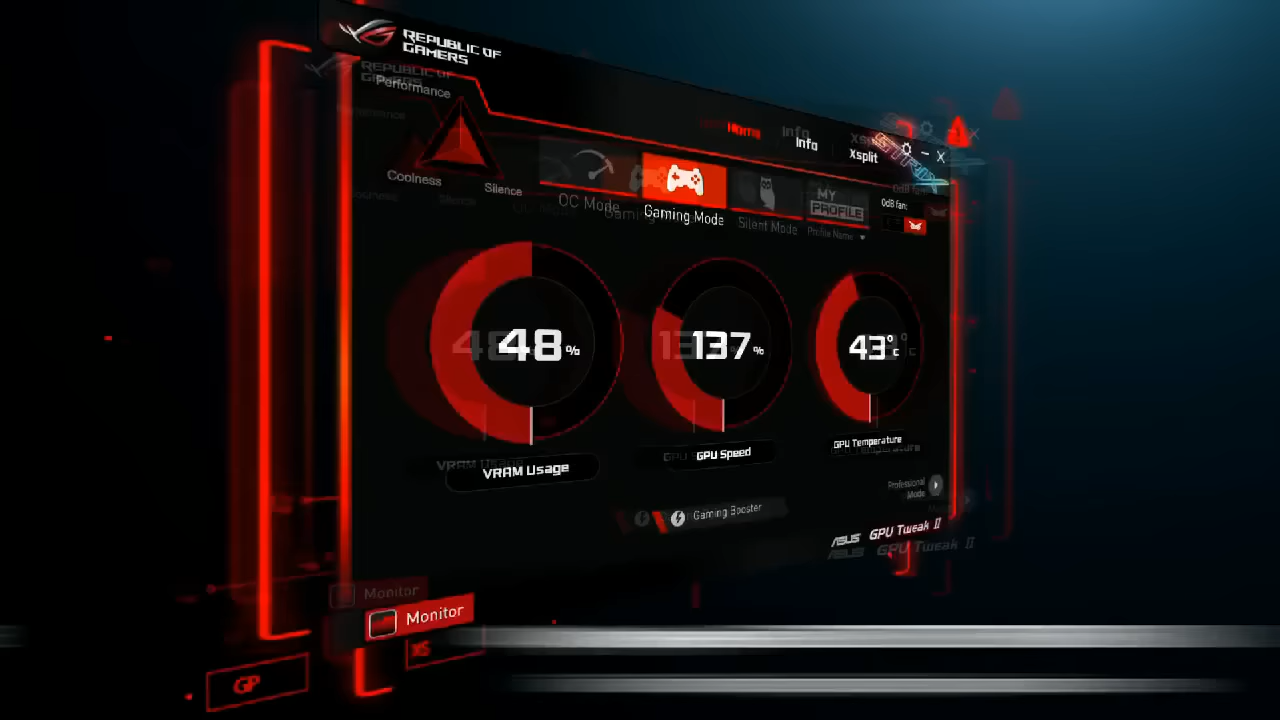 REPUBLIC OF
GAMERS
Performance
Coolness
Silence
Home
Info
Xsplit
STRIX
OC Mode
Gaming Mode
Silent Mode
MY
PROFILE
Profile Name
0dB fan:
48%
137%
43°c
VRAM Usage
GPU Speed
GPU Temperature
Professional
Mode
Gaming Booster
ASUS GPU Tweak II
Monitor
XS
GP